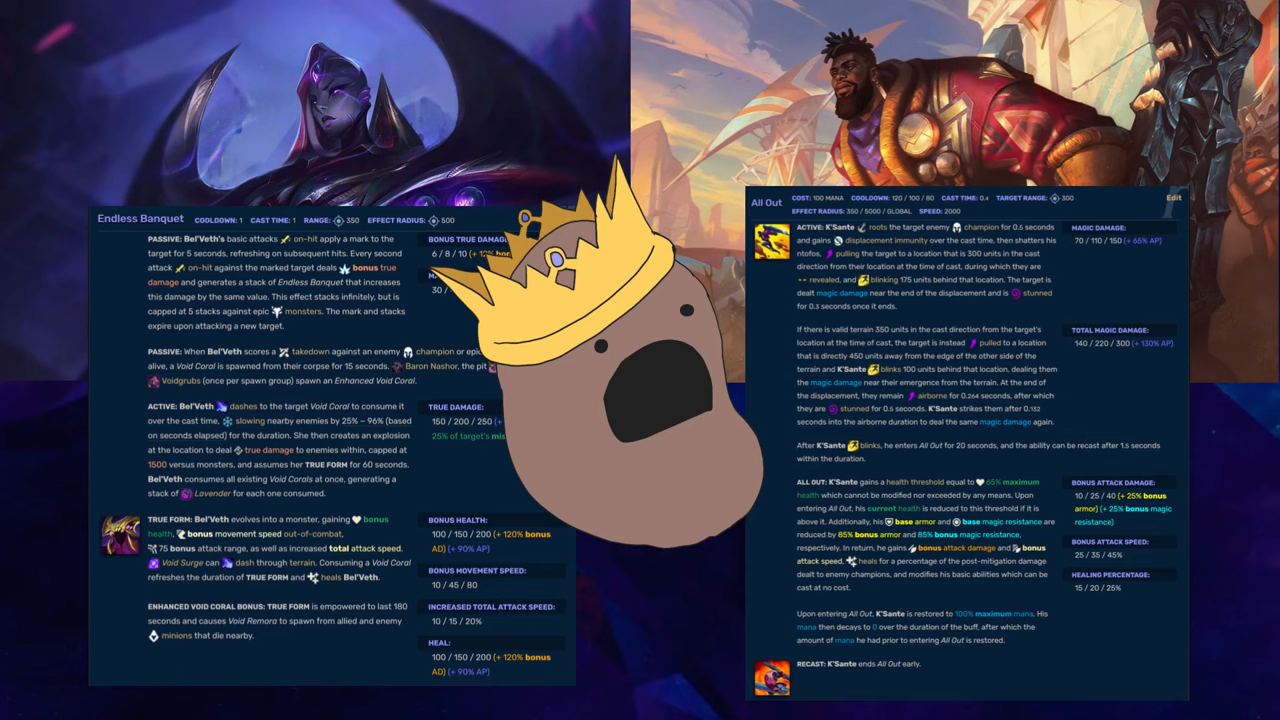 Endless Banquet COOLDOWN: 1 CAST TIME: 1 RANGE: 350 EFFECT RADIUS: 500
PASSIVE: Bel'Veth's basic attacks on-hit apply a mark to the
target for 5 seconds, refreshing on subsequent hits. Every second
attack on-hit against the marked target deals bonus true
damage and generates a stack of Endless Banquet that increases
this damage by the same value. This effect stacks infinitely, but is
capped at 5 stacks against epic monsters. The mark and stacks
expire upon attacking a new target.
BONUS TRUE
6 / 8 / 10 (+ 12%
30 /
PASSIVE: When Bel'Veth scores a takedown against an enemy champion or epic
alive, a Void Coral is spawned from their corpse for 15 seconds. Baron Nashor, the pit
Voidgrubs (once per spawn group) spawn an Enhanced Void Coral.
ACTIVE: Bel'Veth dashes to the target Void Coral to consume it
over the cast time, slowing nearby enemies by 25% – 96% (based
on seconds elapsed) for the duration. She then creates an explosion
at the location to deal true damage to enemies within, capped at
1500 versus monsters, and assumes her TRUE FORM for 60 seconds.
Bel'Veth consumes all existing Void Corals at once, generating a
stack of Lavender for each one consumed.
TRUE DAMAGE:
150 / 200 / 250 (+
25% of target's mis
TRUE FORM: Bel'Veth evolves into a monster, gaining bonus
health, bonus movement speed out-of-combat,
75 bonus attack range, as well as increased total attack speed.
Void Surge can dash through terrain. Consuming a Void Coral
refreshes the duration of TRUE FORM and heals Bel'Veth.
BONUS HEALTH:
100 / 150 / 200 (+ 120% bonus
AD) (+ 90% AP)
BONUS MOVEMENT SPEED:
10 / 45 / 80
ENHANCED VOID CORAL BONUS: TRUE FORM is empowered to last 180
seconds and causes Void Remora to spawn from allied and enemy
minions that die nearby.
INCREASED TOTAL ATTACK SPEED:
10 / 15 / 20%
HEAL:
100 / 150 / 200 (+ 120% bonus
AD) (+ 90% AP)
All Out COST: 100 MANA COOLDOWN: 120 / 100 / 80 CAST TIME: 0.4 TARGET RANGE: 300 Edit
EFFECT RADIUS: 350 / 5000 / GLOBAL SPEED: 2000
ACTIVE: K'Sante roots the target enemy champion for 0.5 seconds
and gains displacement immunity over the cast time, then shatters his
ntofos, pulling the target to a location that is 300 units in the cast
direction from their location at the time of cast, during which they are
revealed, and blinking 175 units behind that location. The target is
dealt magic damage near the end of the displacement and is stunned
for 0.3 seconds once it ends.
MAGIC DAMAGE:
70 / 110 / 150 (+ 65% AP)
If there is valid terrain 350 units in the cast direction from the target's
location at time of cast, the target is instead pulled to a location
that is directly 450 units away from the edge of the other side of the
terrain and K'Sante blinks 100 units behind that location, dealing them
the magic damage near their emergence from the terrain. At the end of
the displacement, they remain airborne for 0.264 seconds, after which
they are stunned for 0.5 seconds. K'Sante strikes them after 0.132
seconds into the airborne duration to deal the same magic damage again.
TOTAL MAGIC DAMAGE:
140 / 220 / 300 (+ 130% AP)
After K'Sante blinks, he enters All Out for 20 seconds, and the ability can be recast after 1.5 seconds
within the duration.
ALL OUT: K'Sante gains a health threshold equal to 65% maximum
health which cannot be modified nor exceeded by any means. Upon
entering All Out, his current health is reduced to this threshold if it is
above it. Additionally, his base armor and base magic resistance are
reduced by 85% bonus armor and 85% bonus magic resistance,
respectively. In return, he gains bonus attack damage and bonus
attack speed, heals for a percentage of the post-mitigation damage
dealt to enemy champions, and modifies his basic abilities which can be
cast at no cost.
BONUS ATTACK DAMAGE:
10 / 25 / 40 (+ 25% bonus
armor) (+ 25% bonus magic
resistance)
BONUS ATTACK SPEED:
25 / 35 / 45%
HEALING PERCENTAGE:
15 / 20 / 25%
Upon entering All Out, K'Sante is restored to 100% maximum mana. His
mana then decays to 0 over the duration of the buff, after which the
amount of mana he had prior to entering All Out is restored.
RECAST: K'Sante ends All Out early.